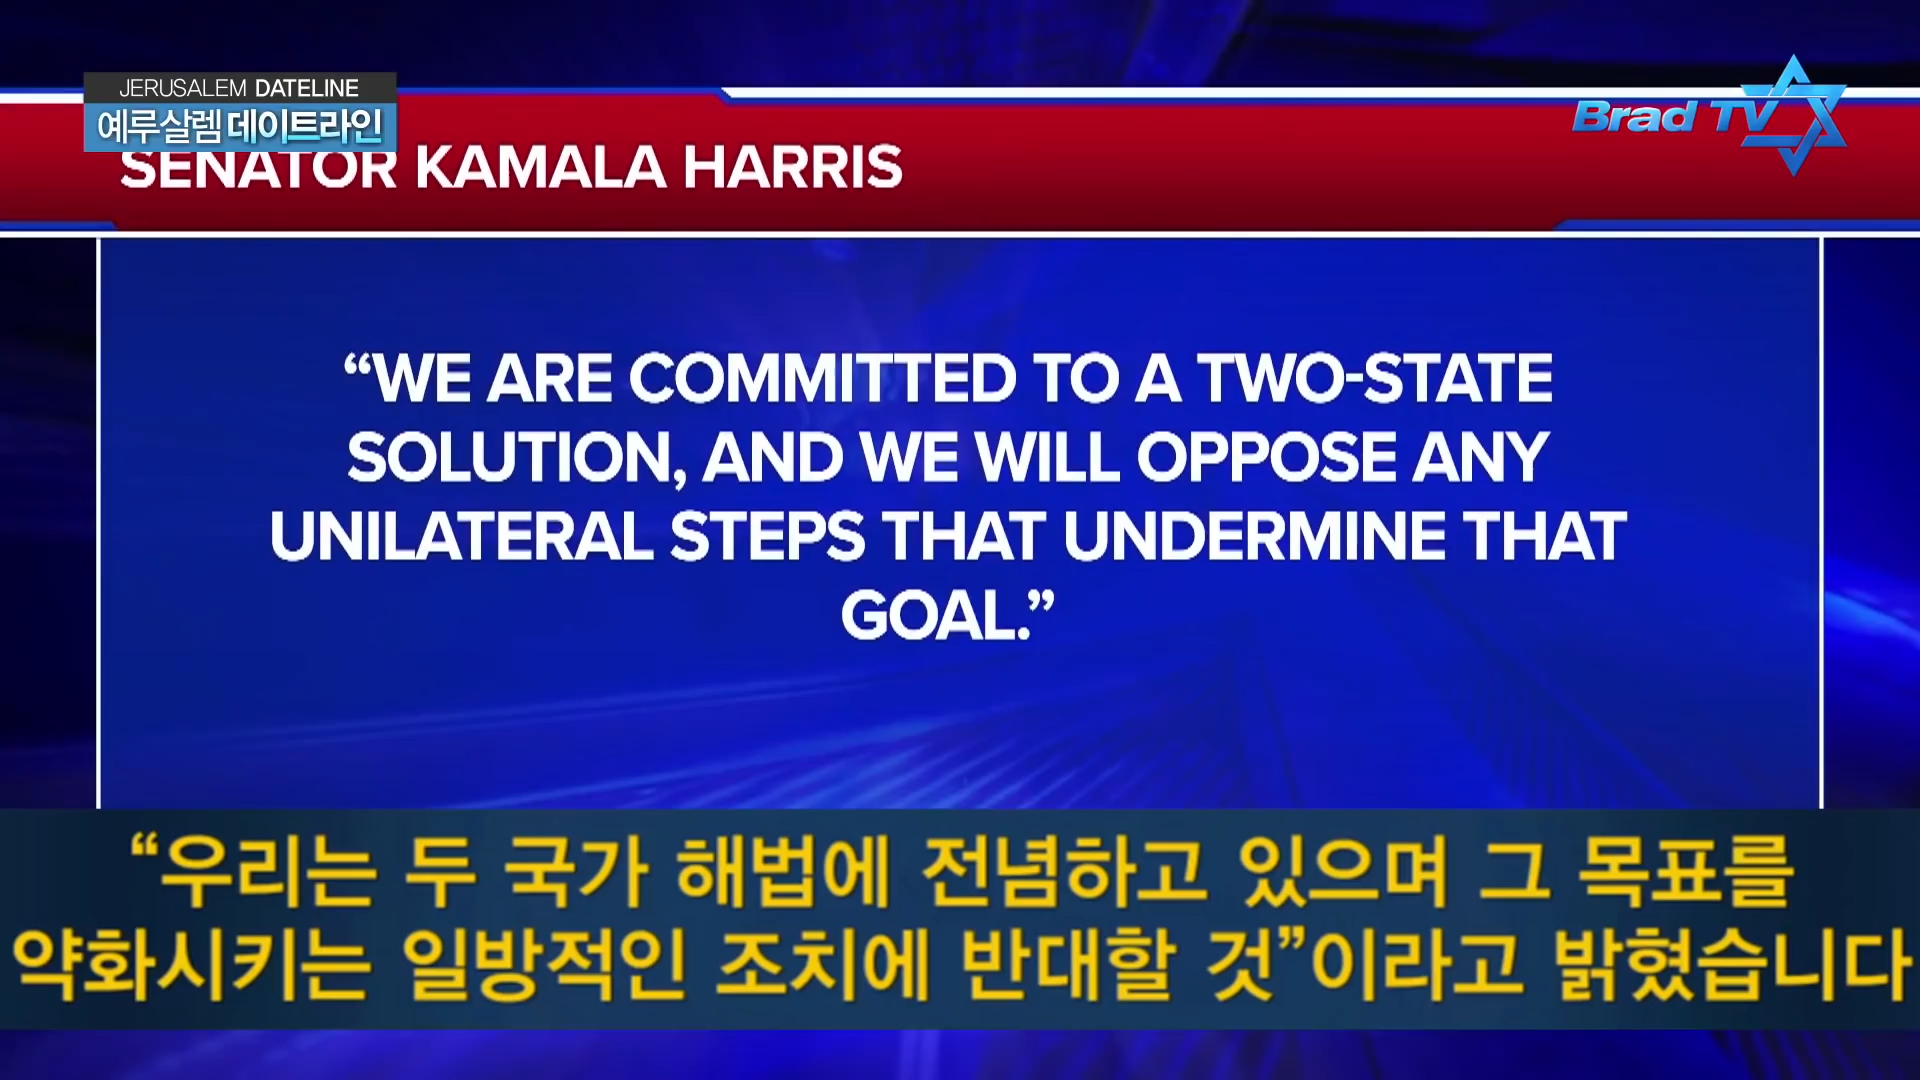 JERUSALEM DATELINE
예루살렘 데이트라인
Brad TV
SENATOR KAMALA HARRIS
“WE ARE COMMITTED TO A TWO-STATE
SOLUTION, AND WE WILL OPPOSE ANY
UNILATERAL STEPS THAT UNDERMINE THAT
GOAL.”
“우리는 두 국가 해법에 전념하고 있으며 그 목표를
약화시키는 일방적인 조치에 반대할 것”이라고 밝혔습니다